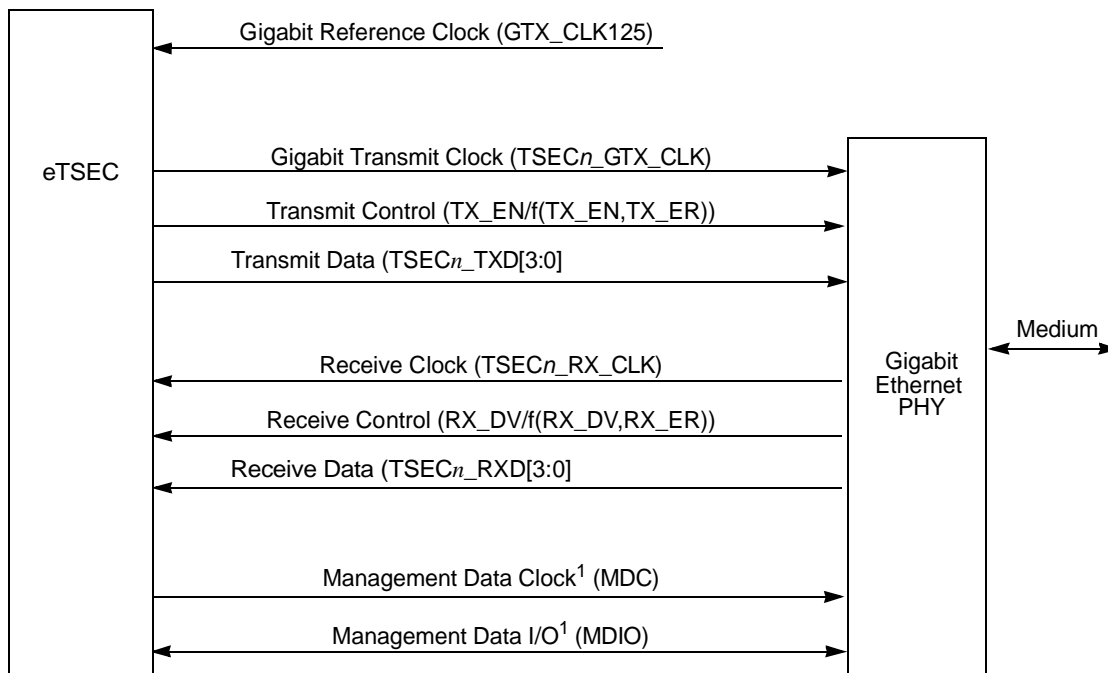 Gigabit Reference Clock (GTX_CLK125)
eTSEC
Gigabit Transmit Clock (TSECn_GTX_CLK)
Transmit Control (TX_EN/f(TX_EN,TX_ER))
Transmit Data (TSECn_TXD[3:0]
Medium
Receive Clock (TSECn_RX_CLK)
Gigabit
Ethernet
PHY
Receive Control (RX_DV/f(RX_DV,RX_ER))
Receive Data (TSECn_RXD[3:0]
Management Data Clock¹ (MDC)
Management Data I/O¹ (MDIO)